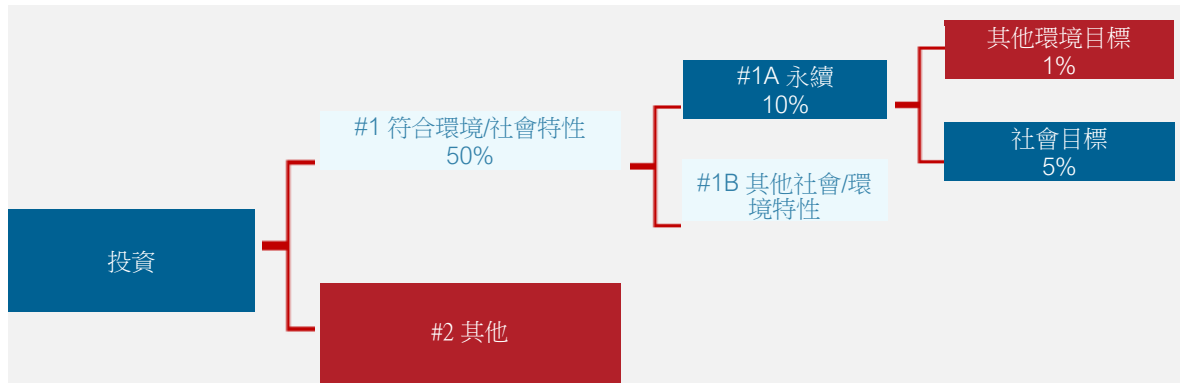 其他環境目標
1%
#1A 永續
10%
社會目標
5%
#1 符合環境/社會特性
50%
#1B 其他社會/環
境特性
投資
#2 其他